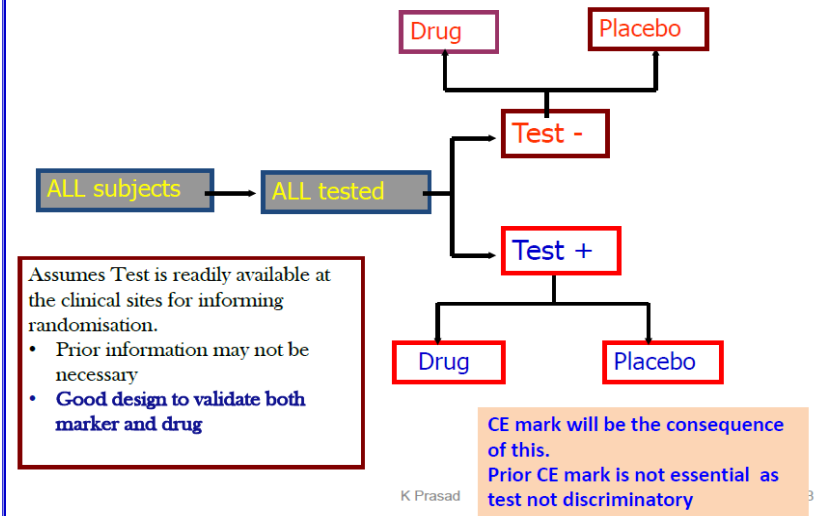 Drug
Placebo
Test -
ALL subjects
ALL tested
Test +
Assumes Test is readily available at
the clinical sites for informing
randomisation.
• Prior information may not be
necessary
• Good design to validate both
marker and drug
Drug
Placebo
CE mark will be the consequence
of this.
Prior CE mark is not essential as
test not discriminatory
K Prasad
3